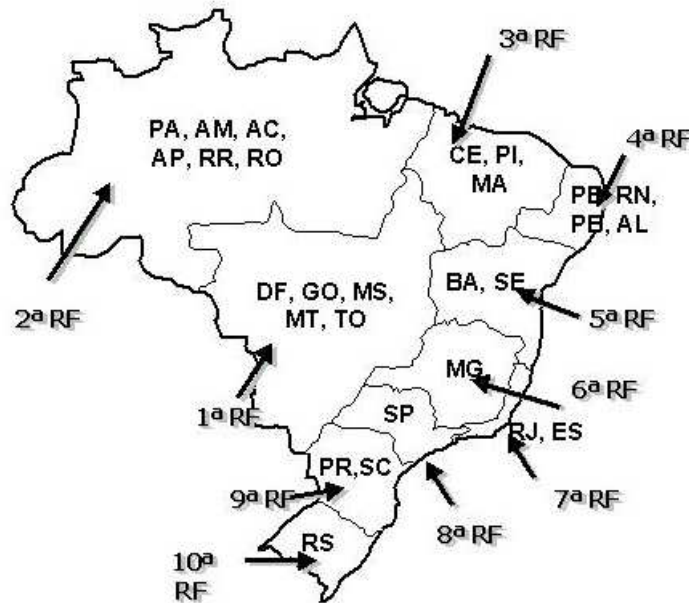 3ª RF
PA, AM, AC,
AP, RR, RO
CE, PI,
MA
4ª RF
RN,
PB, AL
DF, GO, MS,
MT, TO
BA, SE
2ª RF
5ª RF
MG
6ª RF
1ª RF
SP
RJ, ES
PR,SC
9ª RF
7ª RF
8ª RF
RS
10ª
RF